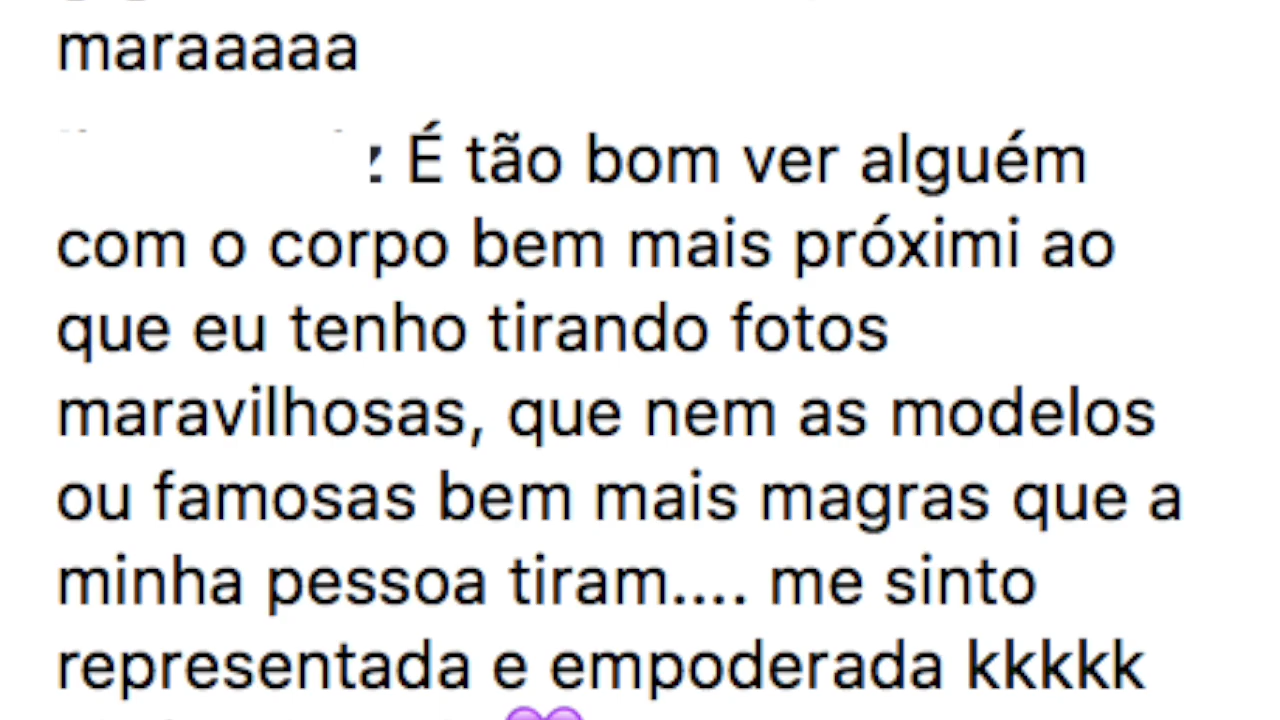 maraaaaa
: É tão bom ver alguém
com o corpo bem mais próximi ao
que eu tenho tirando fotos
maravilhosas, que nem as modelos
ou famosas bem mais magras que a
minha pessoa tiram.... me sinto
representada e empoderada kkkkk
💜